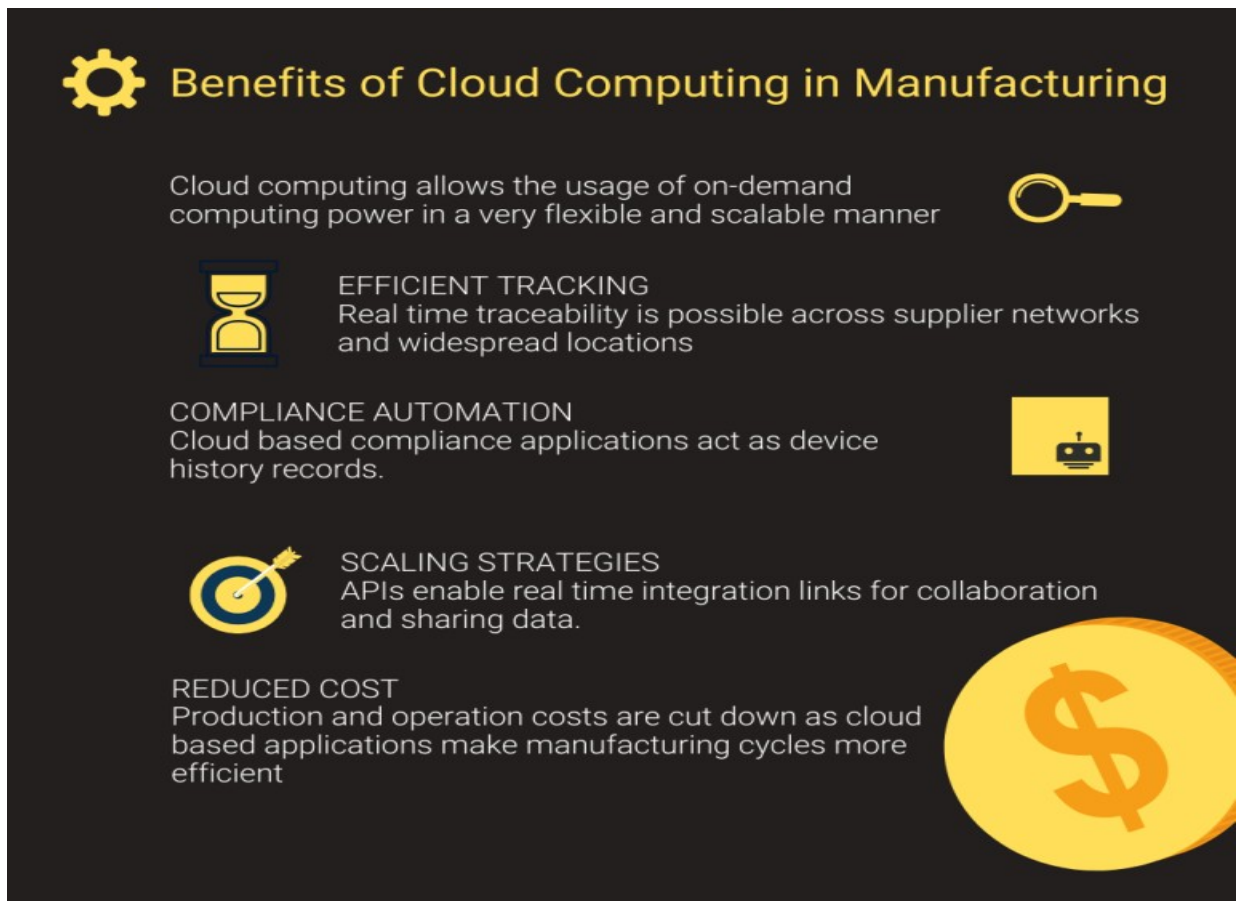 Benefits of Cloud Computing in Manufacturing
Cloud computing allows the usage of on-demand
computing power in a very flexible and scalable manner
EFFICIENT TRACKING
Real time traceability is possible across supplier networks
and widespread locations
COMPLIANCE AUTOMATION
Cloud based compliance applications act as device
history records.
SCALING STRATEGIES
APIs enable real time integration links for collaboration
and sharing data.
REDUCED COST
Production and operation costs are cut down as cloud
based applications make manufacturing cycles more
efficient
$